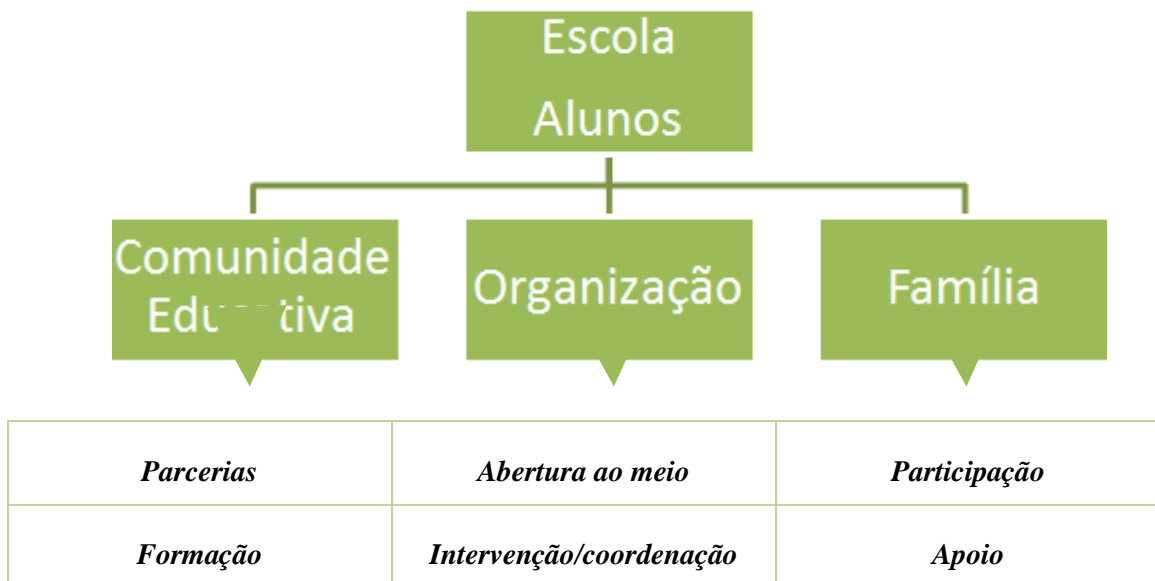 Escola
Alunos
Comunidade
Organização
Família
Parcerias
Abertura ao meio
Participação
Formação
Intervenção/coordenação
Apoio